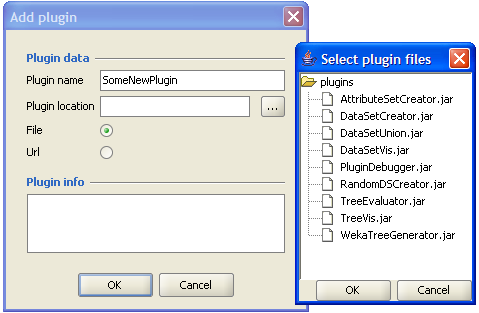 Add plugin
Plugin data
Plugin name SomeNewPlugin
Plugin location ...
File
Url
Plugin info
OK Cancel
Select plugin files
plugins
AttributeSetCreator.jar
DataSetCreator.jar
DataSetUnion.jar
DataSetVis.jar
PluginDebugger.jar
RandomDSCreator.jar
TreeEvaluator.jar
TreeVis.jar
WekaTreeGenerator.jar
OK Cancel